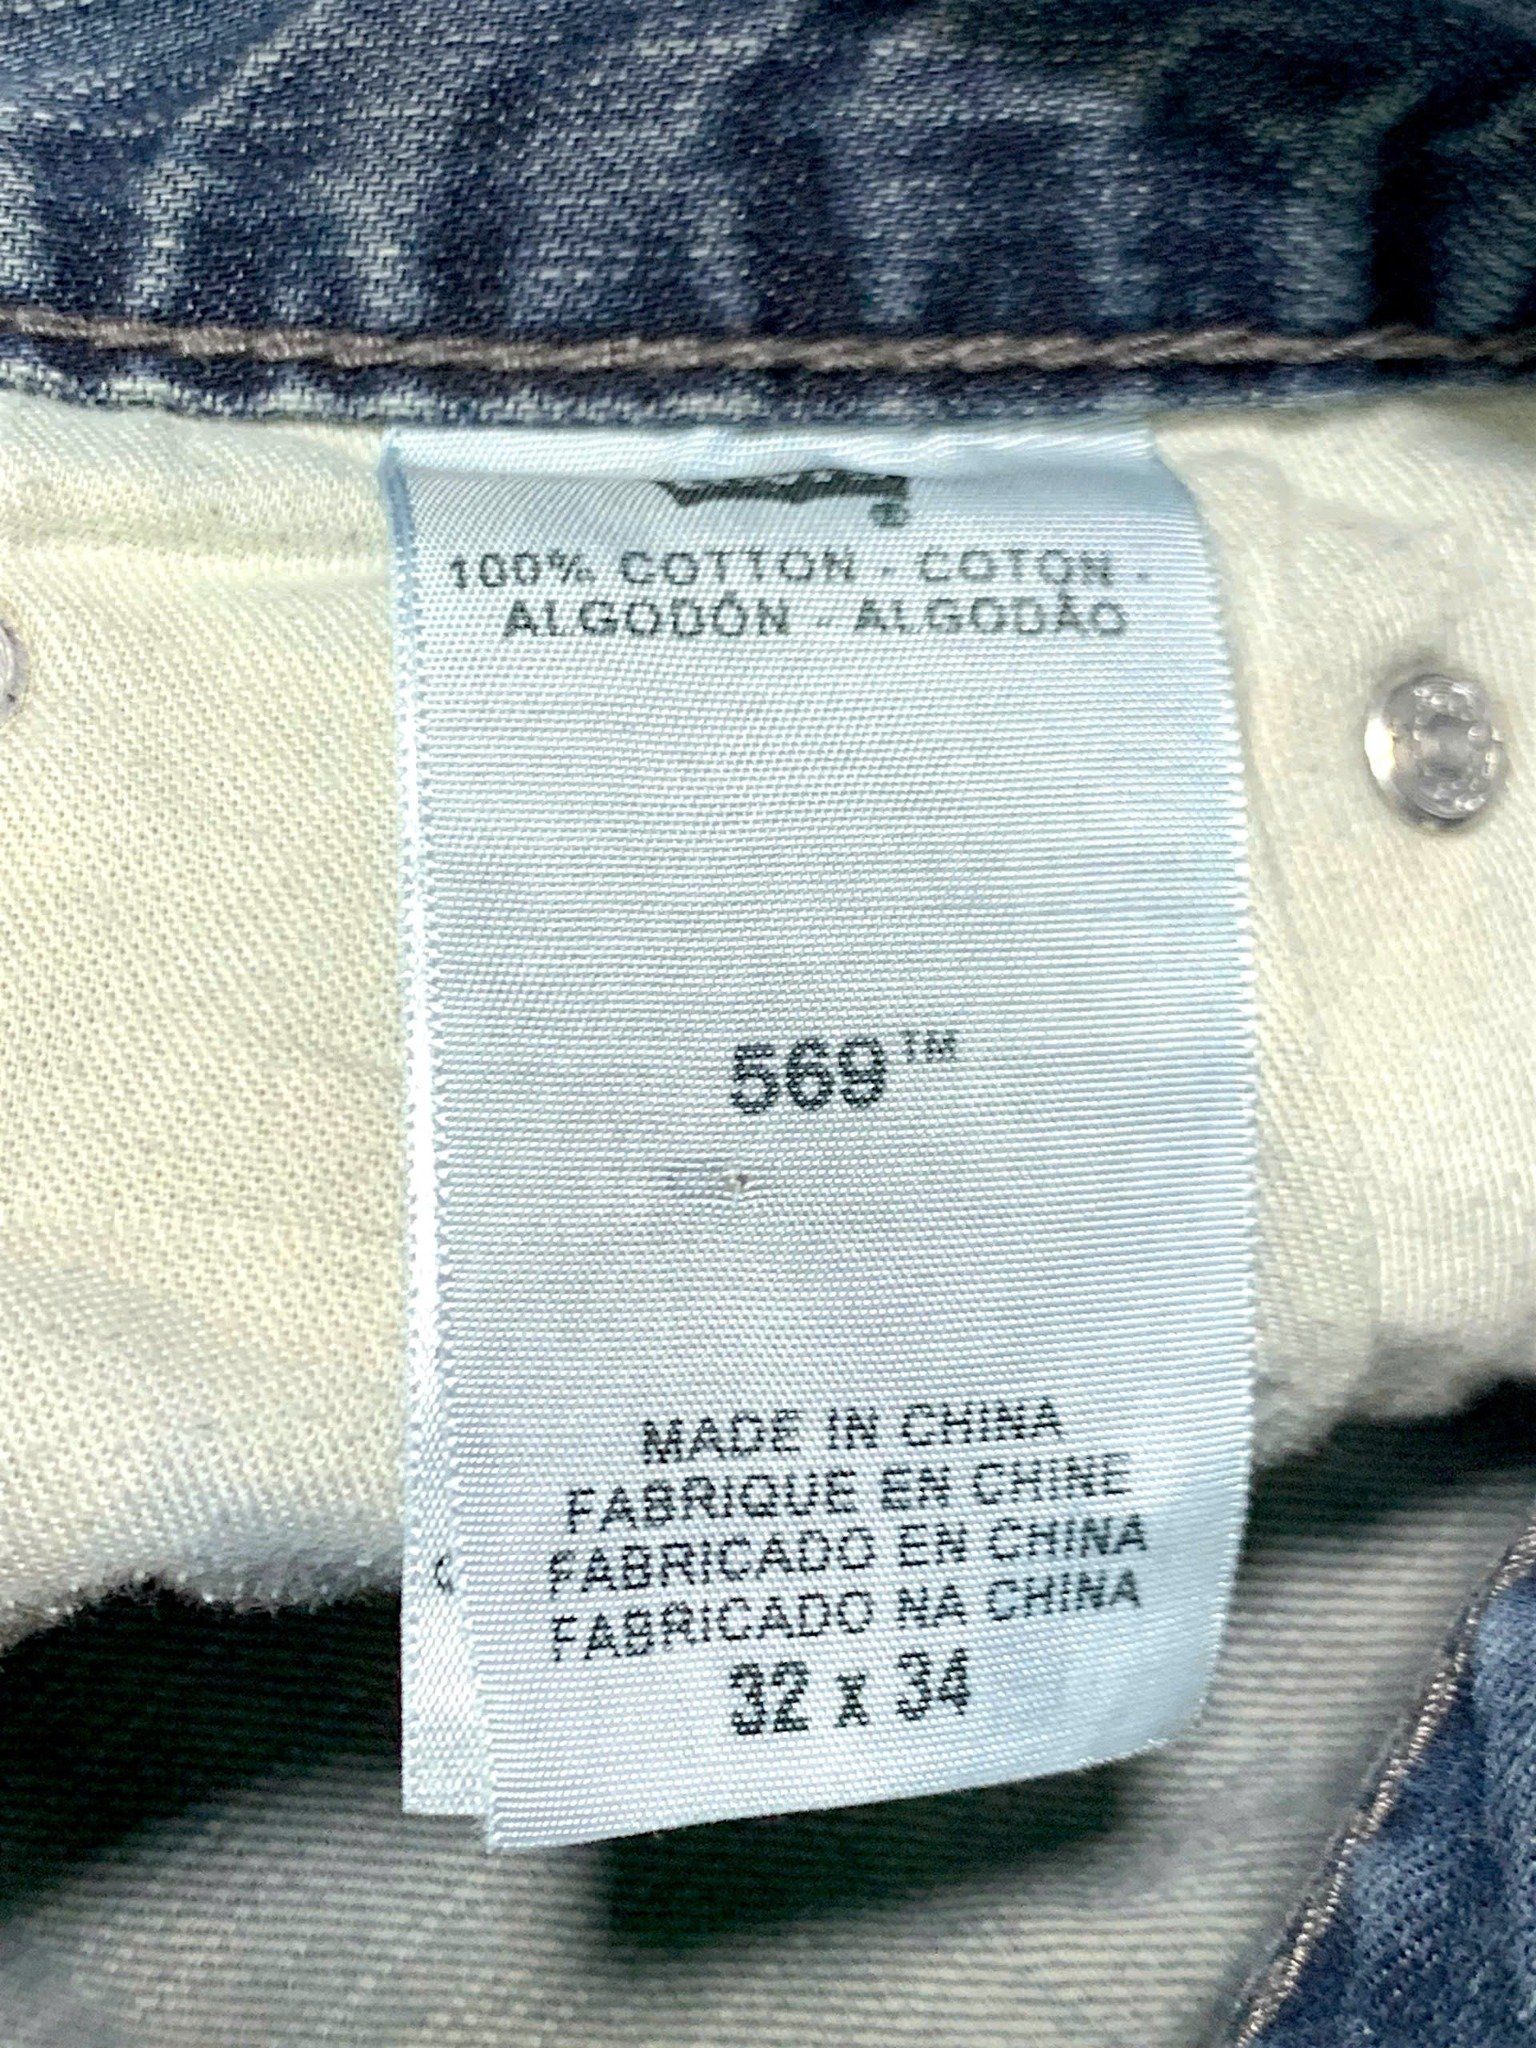 ®
100% COTTON - COTON -
ALGODÓN - ALGODÃO
569™
MADE IN CHINA
FABRIQUE EN CHINE
FABRICADO EN CHINA
FABRICADO NA CHINA
32 x 34